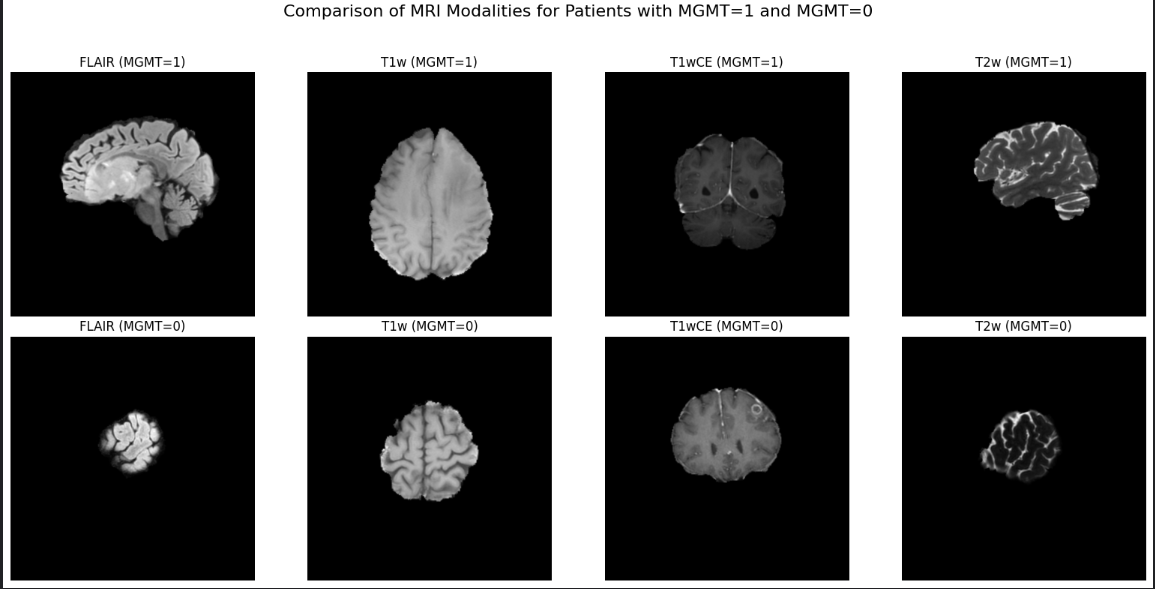 Comparison of MRI Modalities for Patients with MGMT=1 and MGMT=0
FLAIR (MGMT=1)
T1w (MGMT=1)
T1wCE (MGMT=1)
T2w (MGMT=1)
FLAIR (MGMT=0)
T1w (MGMT=0)
T1wCE (MGMT=0)
T2w (MGMT=0)